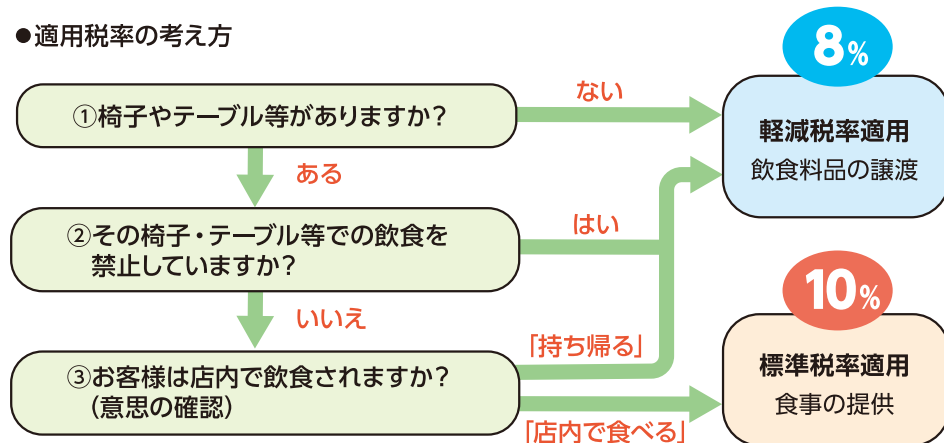 ●適用税率の考え方
8%
①椅子やテーブル等がありますか？
ない
軽減税率適用
飲食料品の譲渡
ある
②その椅子・テーブル等での飲食を
禁止していますか？
はい
10%
いいえ
「持ち帰る」
③お客様は店内で飲食されますか？
（意思の確認）
標準税率適用
食事の提供
「店内で食べる」